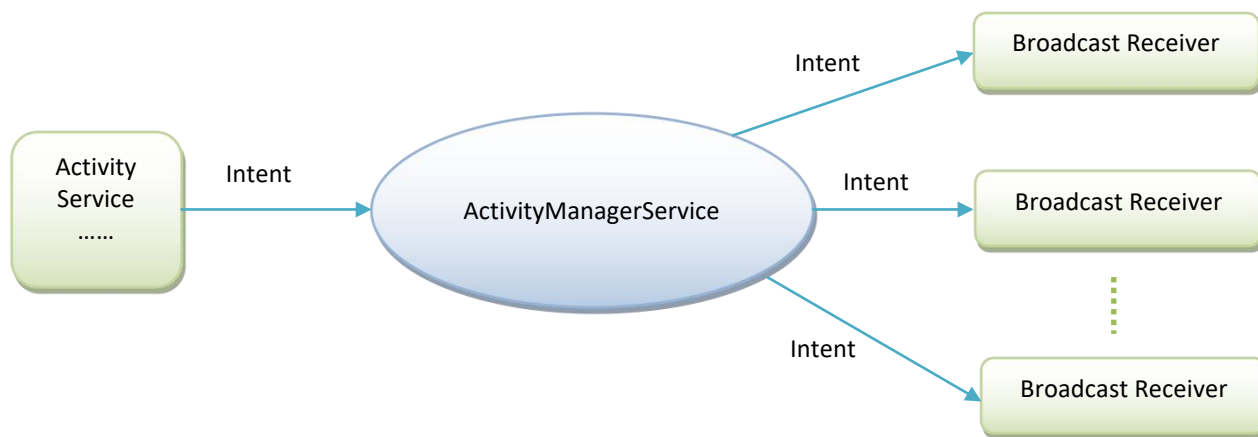 Activity
Service
……
Intent
ActivityManagerService
Intent
Broadcast Receiver
Intent
Broadcast Receiver
Intent
Broadcast Receiver